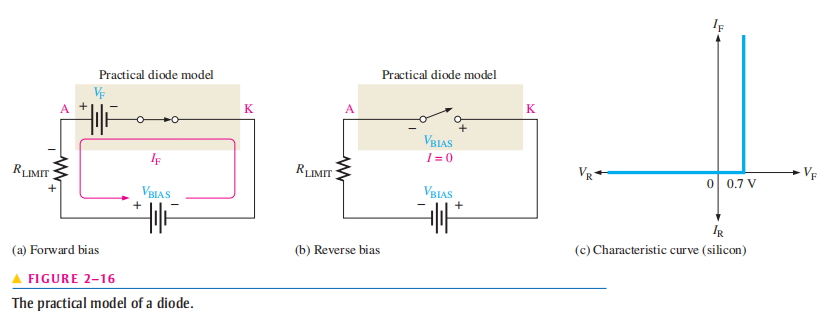 Practical diode model
V_F
A + − K
−
R_LIMIT
+
I_F
V_BIAS
+ −
(a) Forward bias
Practical diode model
A K
− +
V_BIAS
I = 0
R_LIMIT
V_BIAS
− +
(b) Reverse bias
I_F
V_R V_F
0 0.7 V
I_R
(c) Characteristic curve (silicon)
▲ FIGURE 2–16
The practical model of a diode.